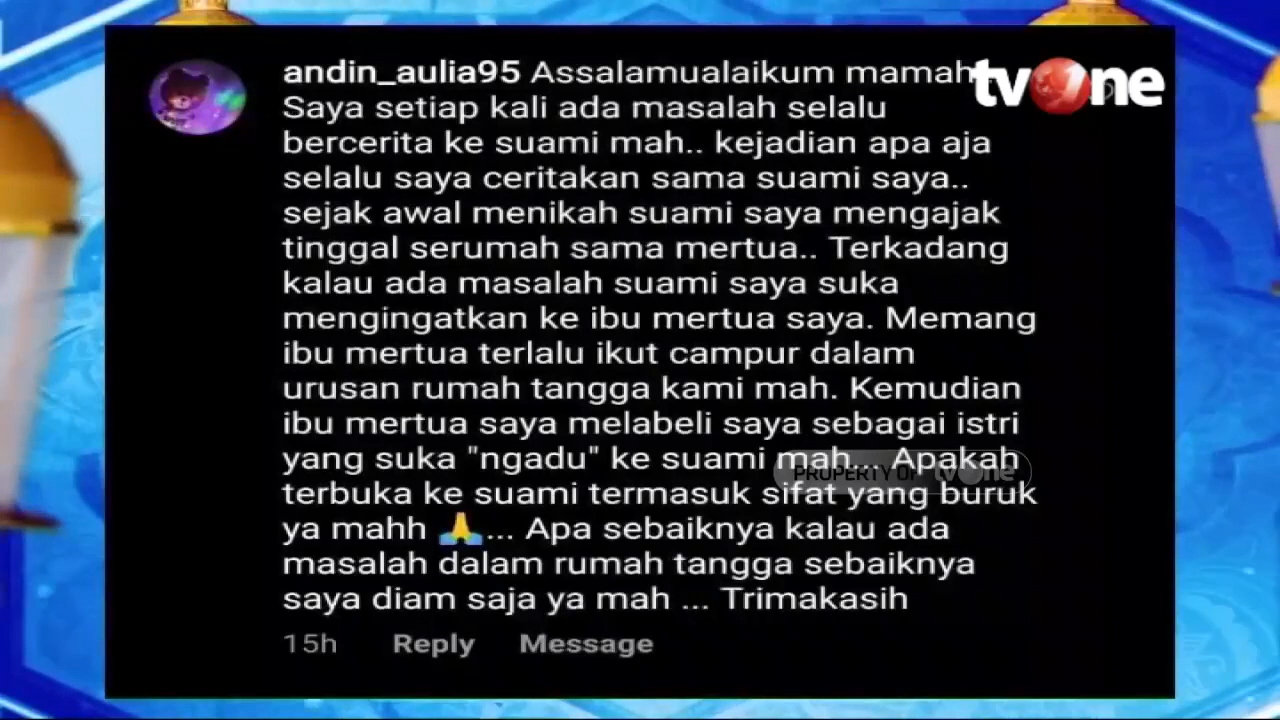 andin_aulia95 Assalamualaikum mamah
tvOne
Saya setiap kali ada masalah selalu
bercerita ke suami mah.. kejadian apa aja
selalu saya ceritakan sama suami saya..
sejak awal menikah suami saya mengajak
tinggal serumah sama mertua.. Terkadang
kalau ada masalah suami saya suka
mengingatkan ke ibu mertua saya. Memang
ibu mertua terlalu ikut campur dalam
urusan rumah tangga kami mah. Kemudian
ibu mertua saya melabeli saya sebagai istri
yang suka "ngadu" ke suami mah... Apakah
PROPERTY OF tvOne
terbuka ke suami termasuk sifat yang buruk
ya mahh 🙏... Apa sebaiknya kalau ada
masalah dalam rumah tangga sebaiknya
saya diam saja ya mah ... Trimakasih
15h Reply Message